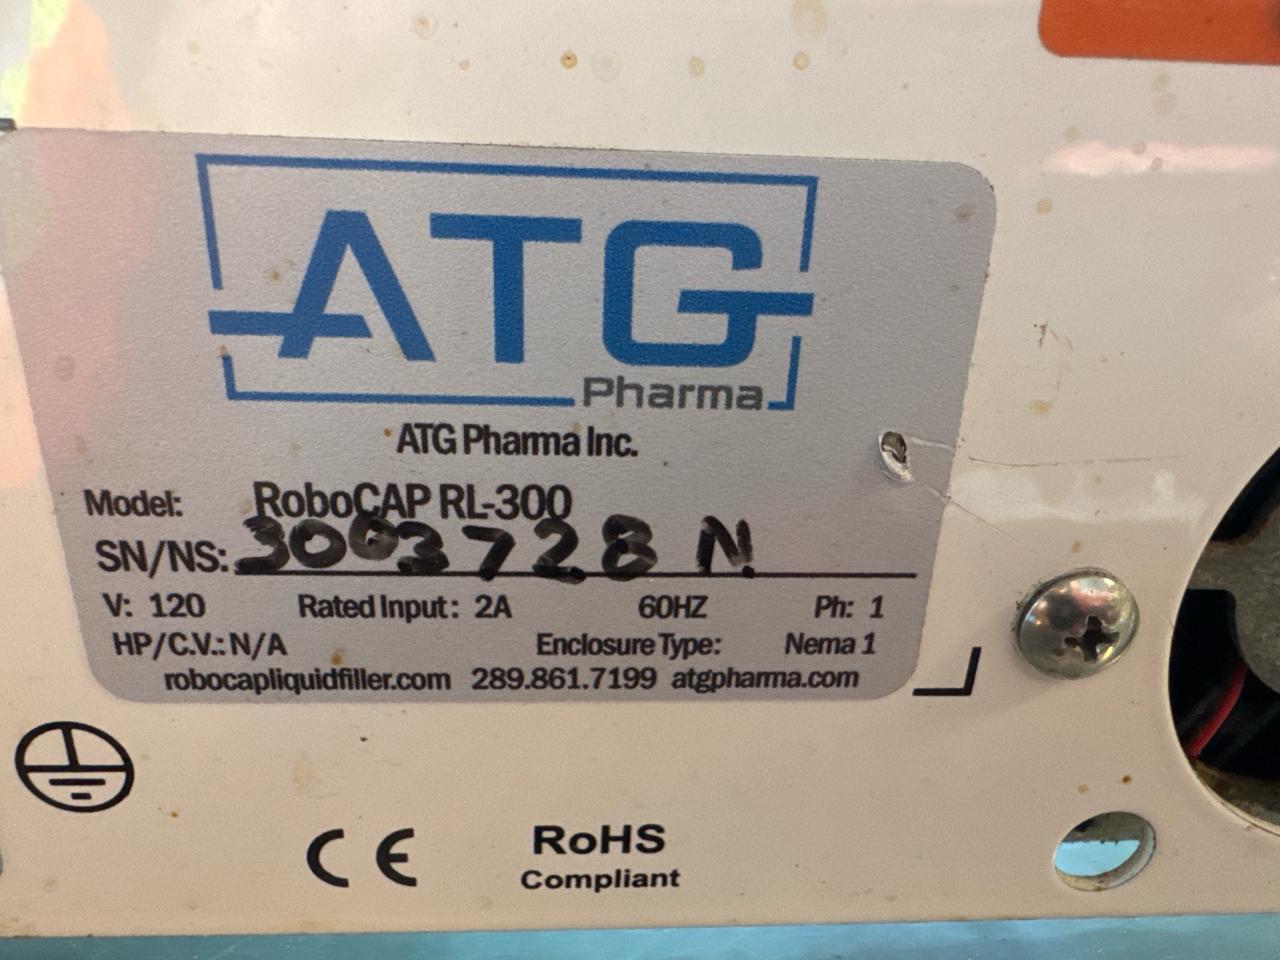 ATG
Pharma
ATG Pharma Inc.
Model: RoboCAP RL-300
SN/NS: 3003728 N
V: 120 Rated Input: 2A 60HZ Ph: 1
HP/C.V.: N/A Enclosure Type: Nema 1
robocapliquidfiller.com 289.861.7199 atgpharma.com
CE RoHS
Compliant